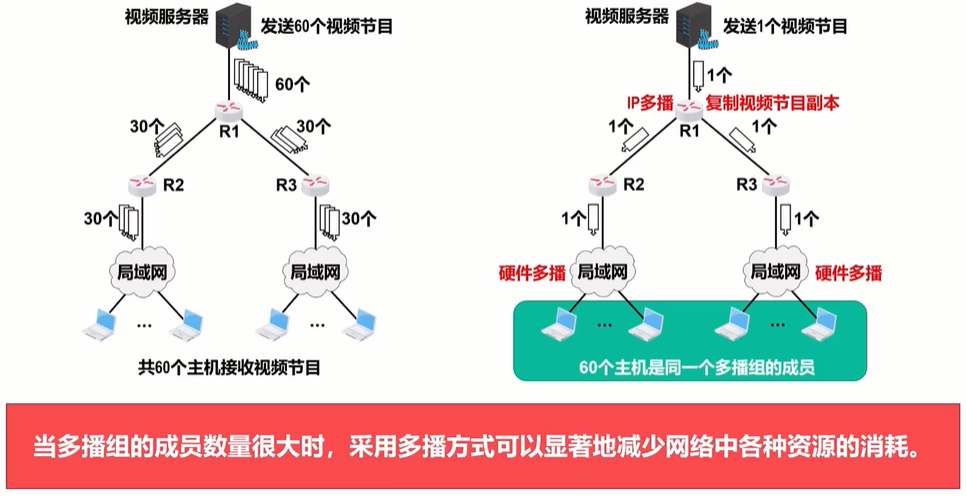 视频服务器
发送60个视频节目
60个
R1
30个
30个
R2
R3
30个
30个
局域网
局域网
...
...
共60个主机接收视频节目
视频服务器
发送1个视频节目
1个
IP多播
复制视频节目副本
R1
1个
1个
R2
R3
1个
1个
硬件多播
局域网
局域网
硬件多播
...
...
60个主机是同一个多播组的成员
当多播组的成员数量很大时，采用多播方式可以显著地减少网络中各种资源的消耗。